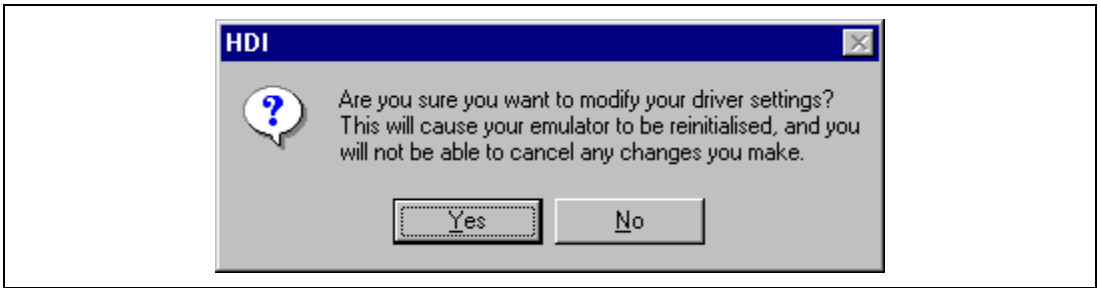 HDI
Are you sure you want to modify your driver settings?
This will cause your emulator to be reinitialised, and you
will not be able to cancel any changes you make.
Yes
No